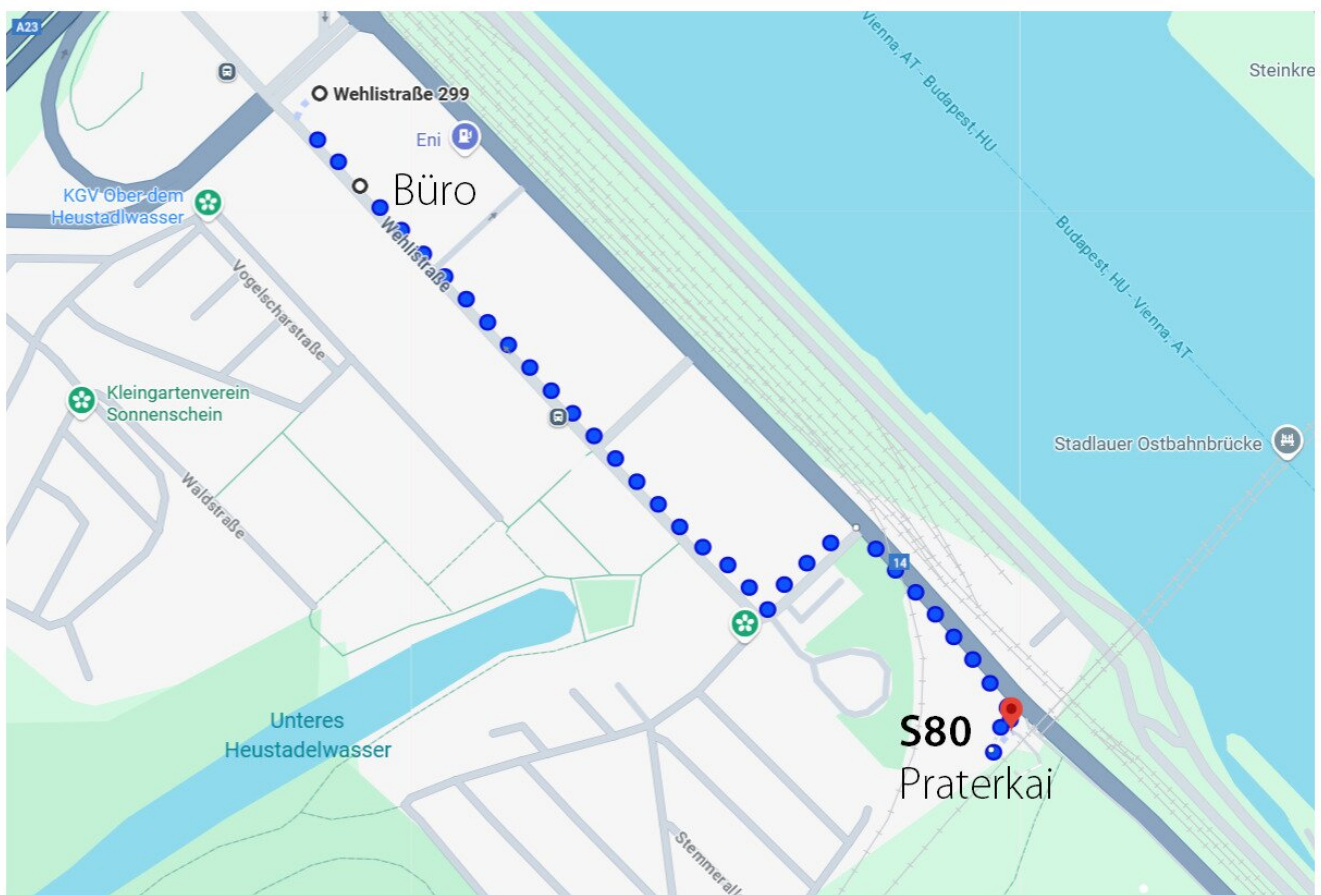 A23
Vienna, AT - Budapest, HU
Steinkre
Wehlistraße 299
Eni
Büro
KGV Ober dem
Heustadlwasser
Wehlistraße
Budapest, HU - Vienna, AT
Vogelscharstraße
Kleingartenverein
Sonnenschein
Stadlauer Ostbahnbrücke
Waldstraße
14
Unteres
Heustadelwasser
S80
Praterkai
Stemmerall